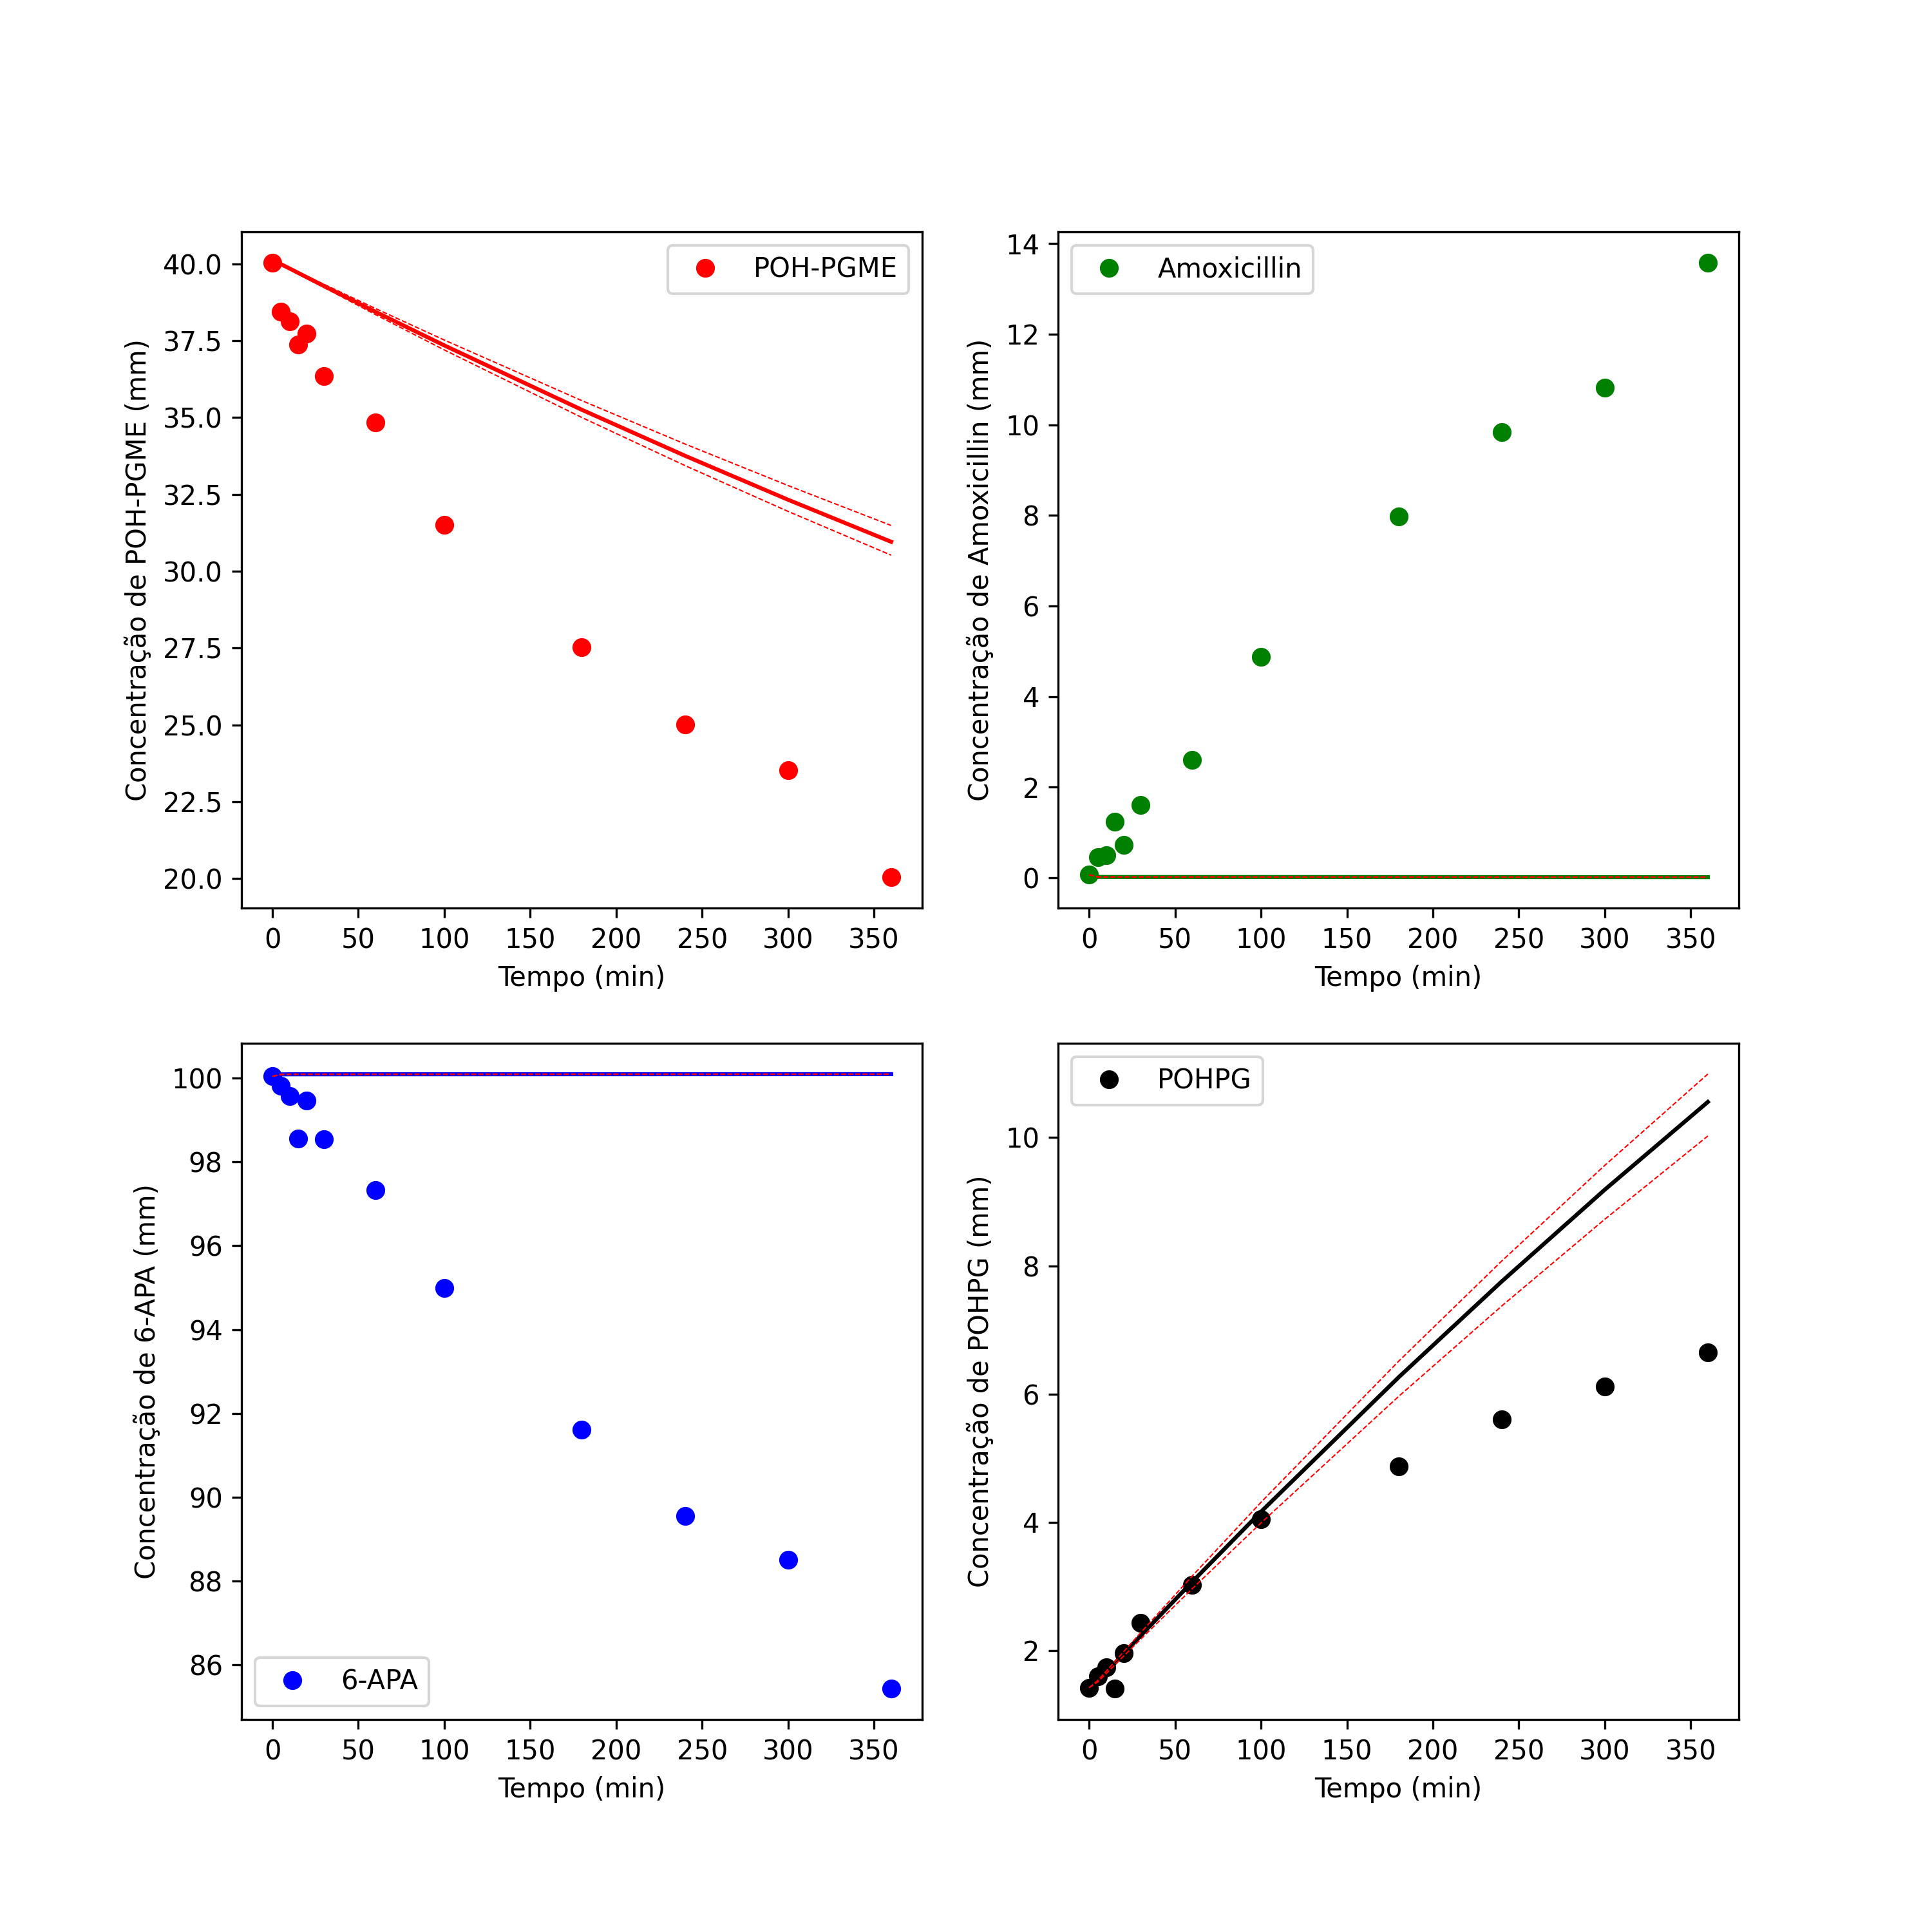 POH-PGME
40.0
37.5
35.0
32.5
30.0
27.5
25.0
22.5
20.0
Concentração de POH-PGME (mm)
0 50 100 150 200 250 300 350
Tempo (min)
Amoxicillin
14
12
10
8
6
4
2
0
Concentração de Amoxicillin (mm)
0 50 100 150 200 250 300 350
Tempo (min)
100
98
96
94
92
90
88
86
Concentração de 6-APA (mm)
6-APA
0 50 100 150 200 250 300 350
Tempo (min)
POHPG
10
8
6
4
2
Concentração de POHPG (mm)
0 50 100 150 200 250 300 350
Tempo (min)